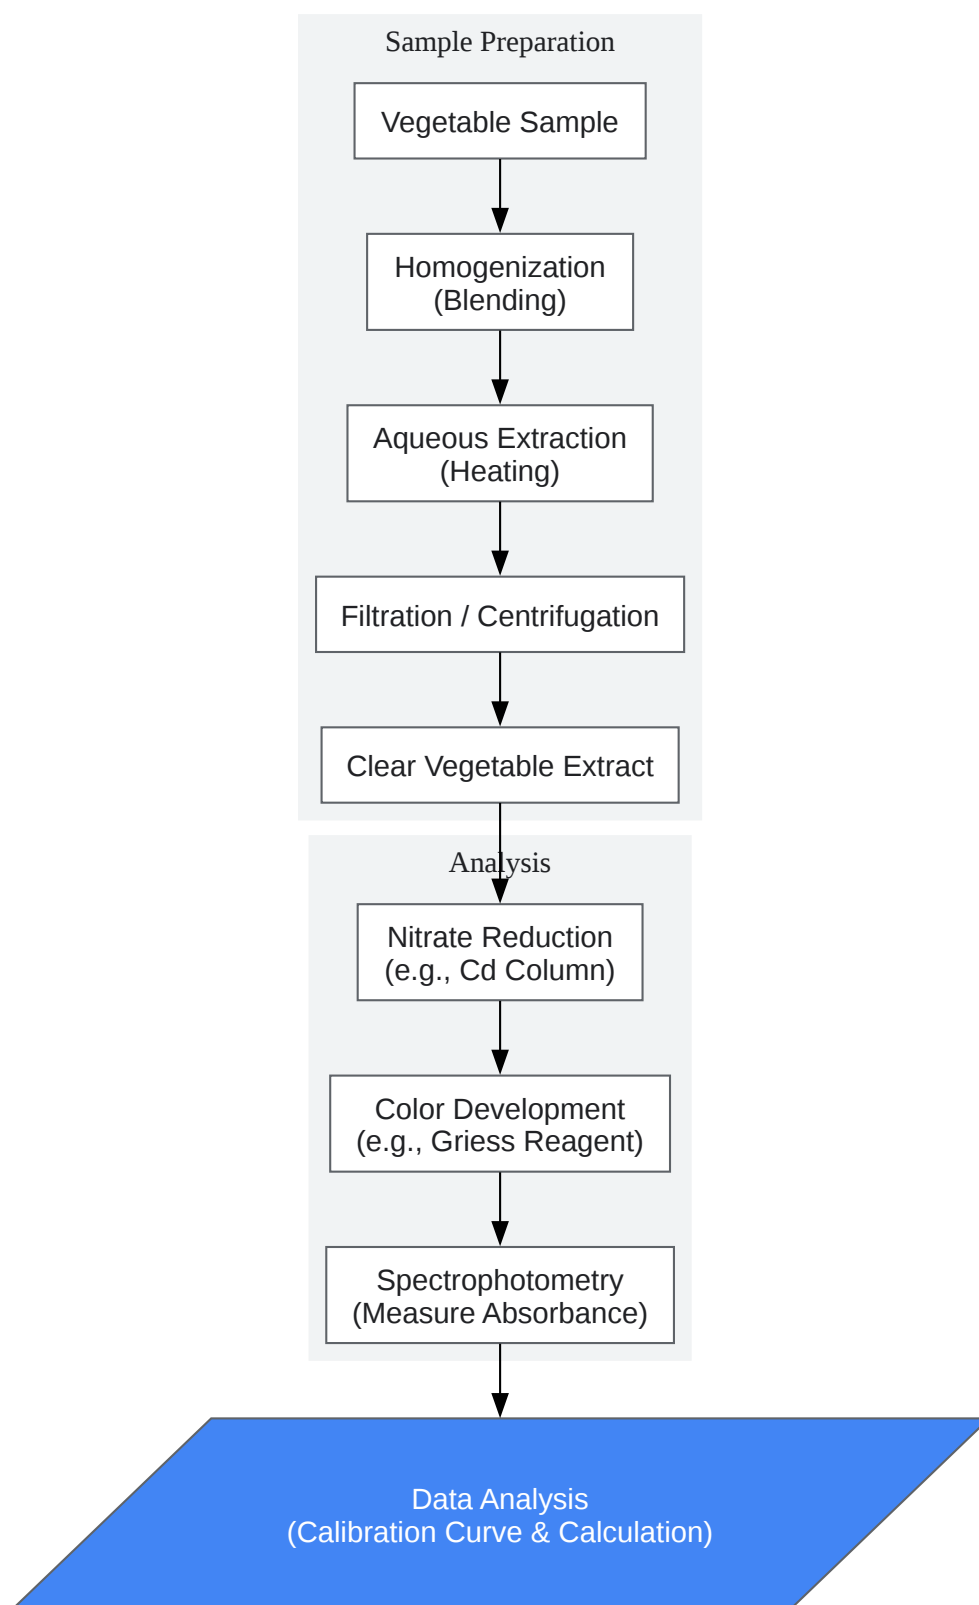 Sample Preparation
Vegetable Sample
Homogenization
(Blending)
Aqueous Extraction
(Heating)
Filtration / Centrifugation
Clear Vegetable Extract
Analysis
Nitrate Reduction
(e.g., Cd Column)
Color Development
(e.g., Griess Reagent)
Spectrophotometry
(Measure Absorbance)
Data Analysis
(Calibration Curve & Calculation)